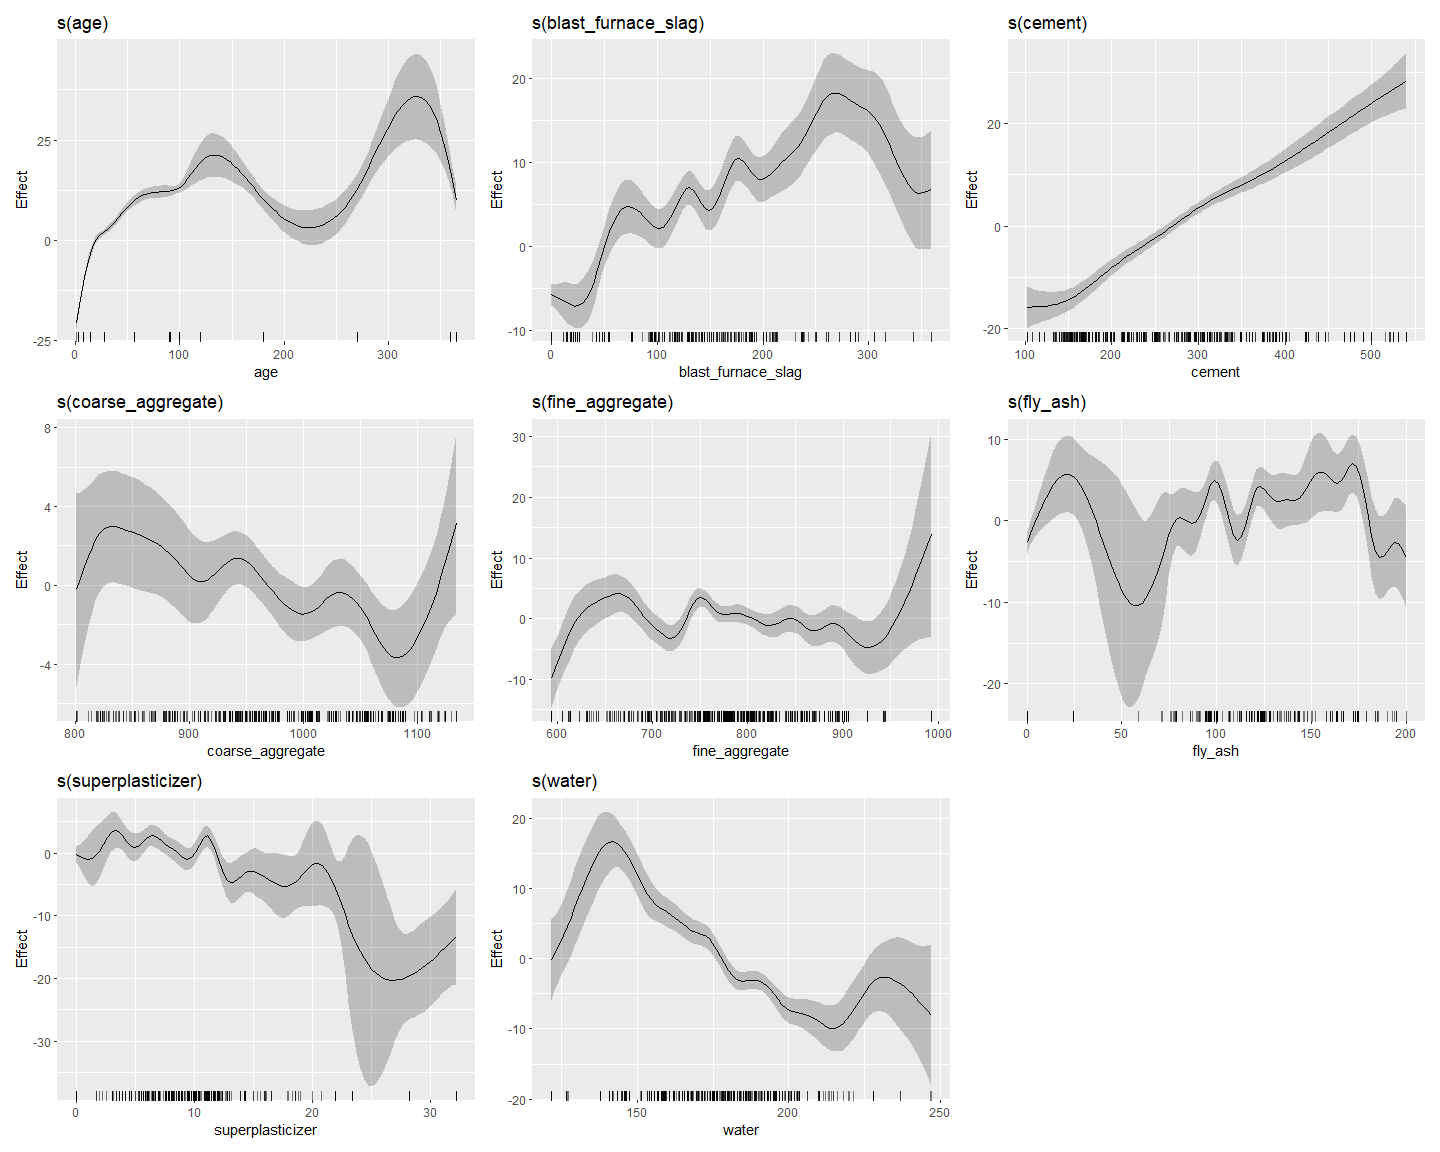 s(age)
Effect
25
0
-25
0 100 200 300
age
s(blast_furnace_slag)
Effect
20
10
0
-10
0 100 200 300
blast_furnace_slag
s(cement)
Effect
20
0
-20
100 200 300 400 500
cement
s(coarse_aggregate)
Effect
8
4
0
-4
800 900 1000 1100
coarse_aggregate
s(fine_aggregate)
Effect
30
20
10
0
-10
600 700 800 900 1000
fine_aggregate
s(fly_ash)
Effect
10
0
-10
-20
0 50 100 150 200
fly_ash
s(superplasticizer)
Effect
0
-10
-20
-30
0 10 20 30
superplasticizer
s(water)
Effect
20
10
0
-10
-20
150 200 250
water